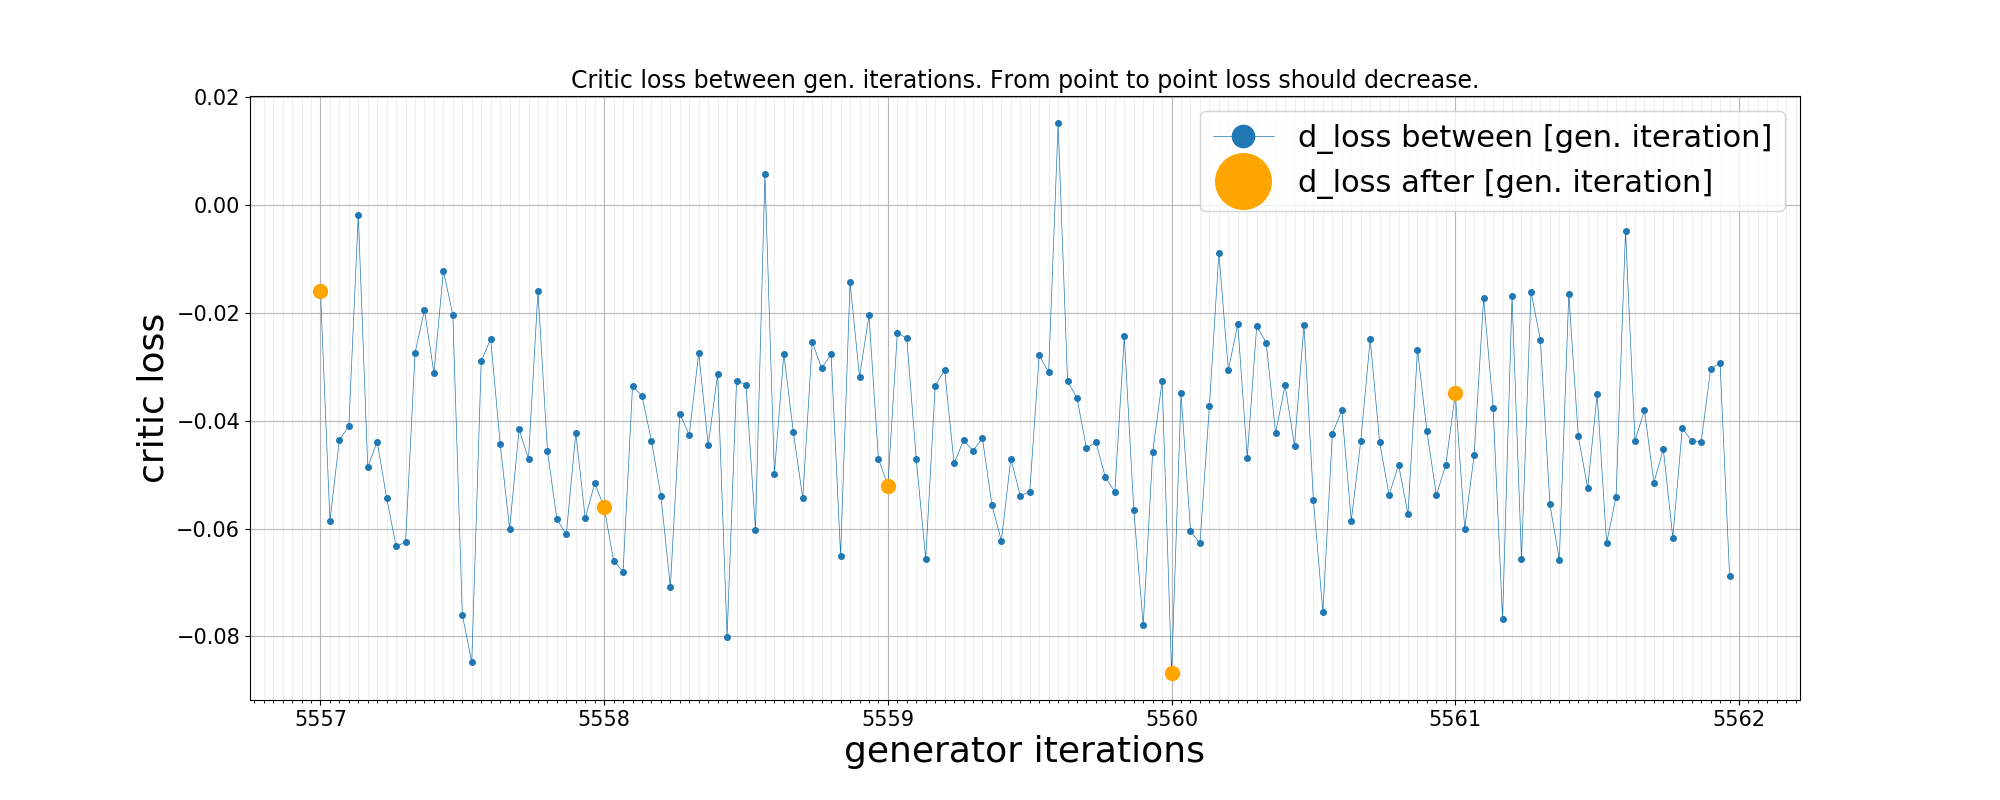 Critic loss between gen. iterations. From point to point loss should decrease.
0.02
0.00
−0.02
−0.04
−0.06
−0.08
critic loss
d_loss between [gen. iteration]
d_loss after [gen. iteration]
5557 5558 5559 5560 5561 5562
generator iterations